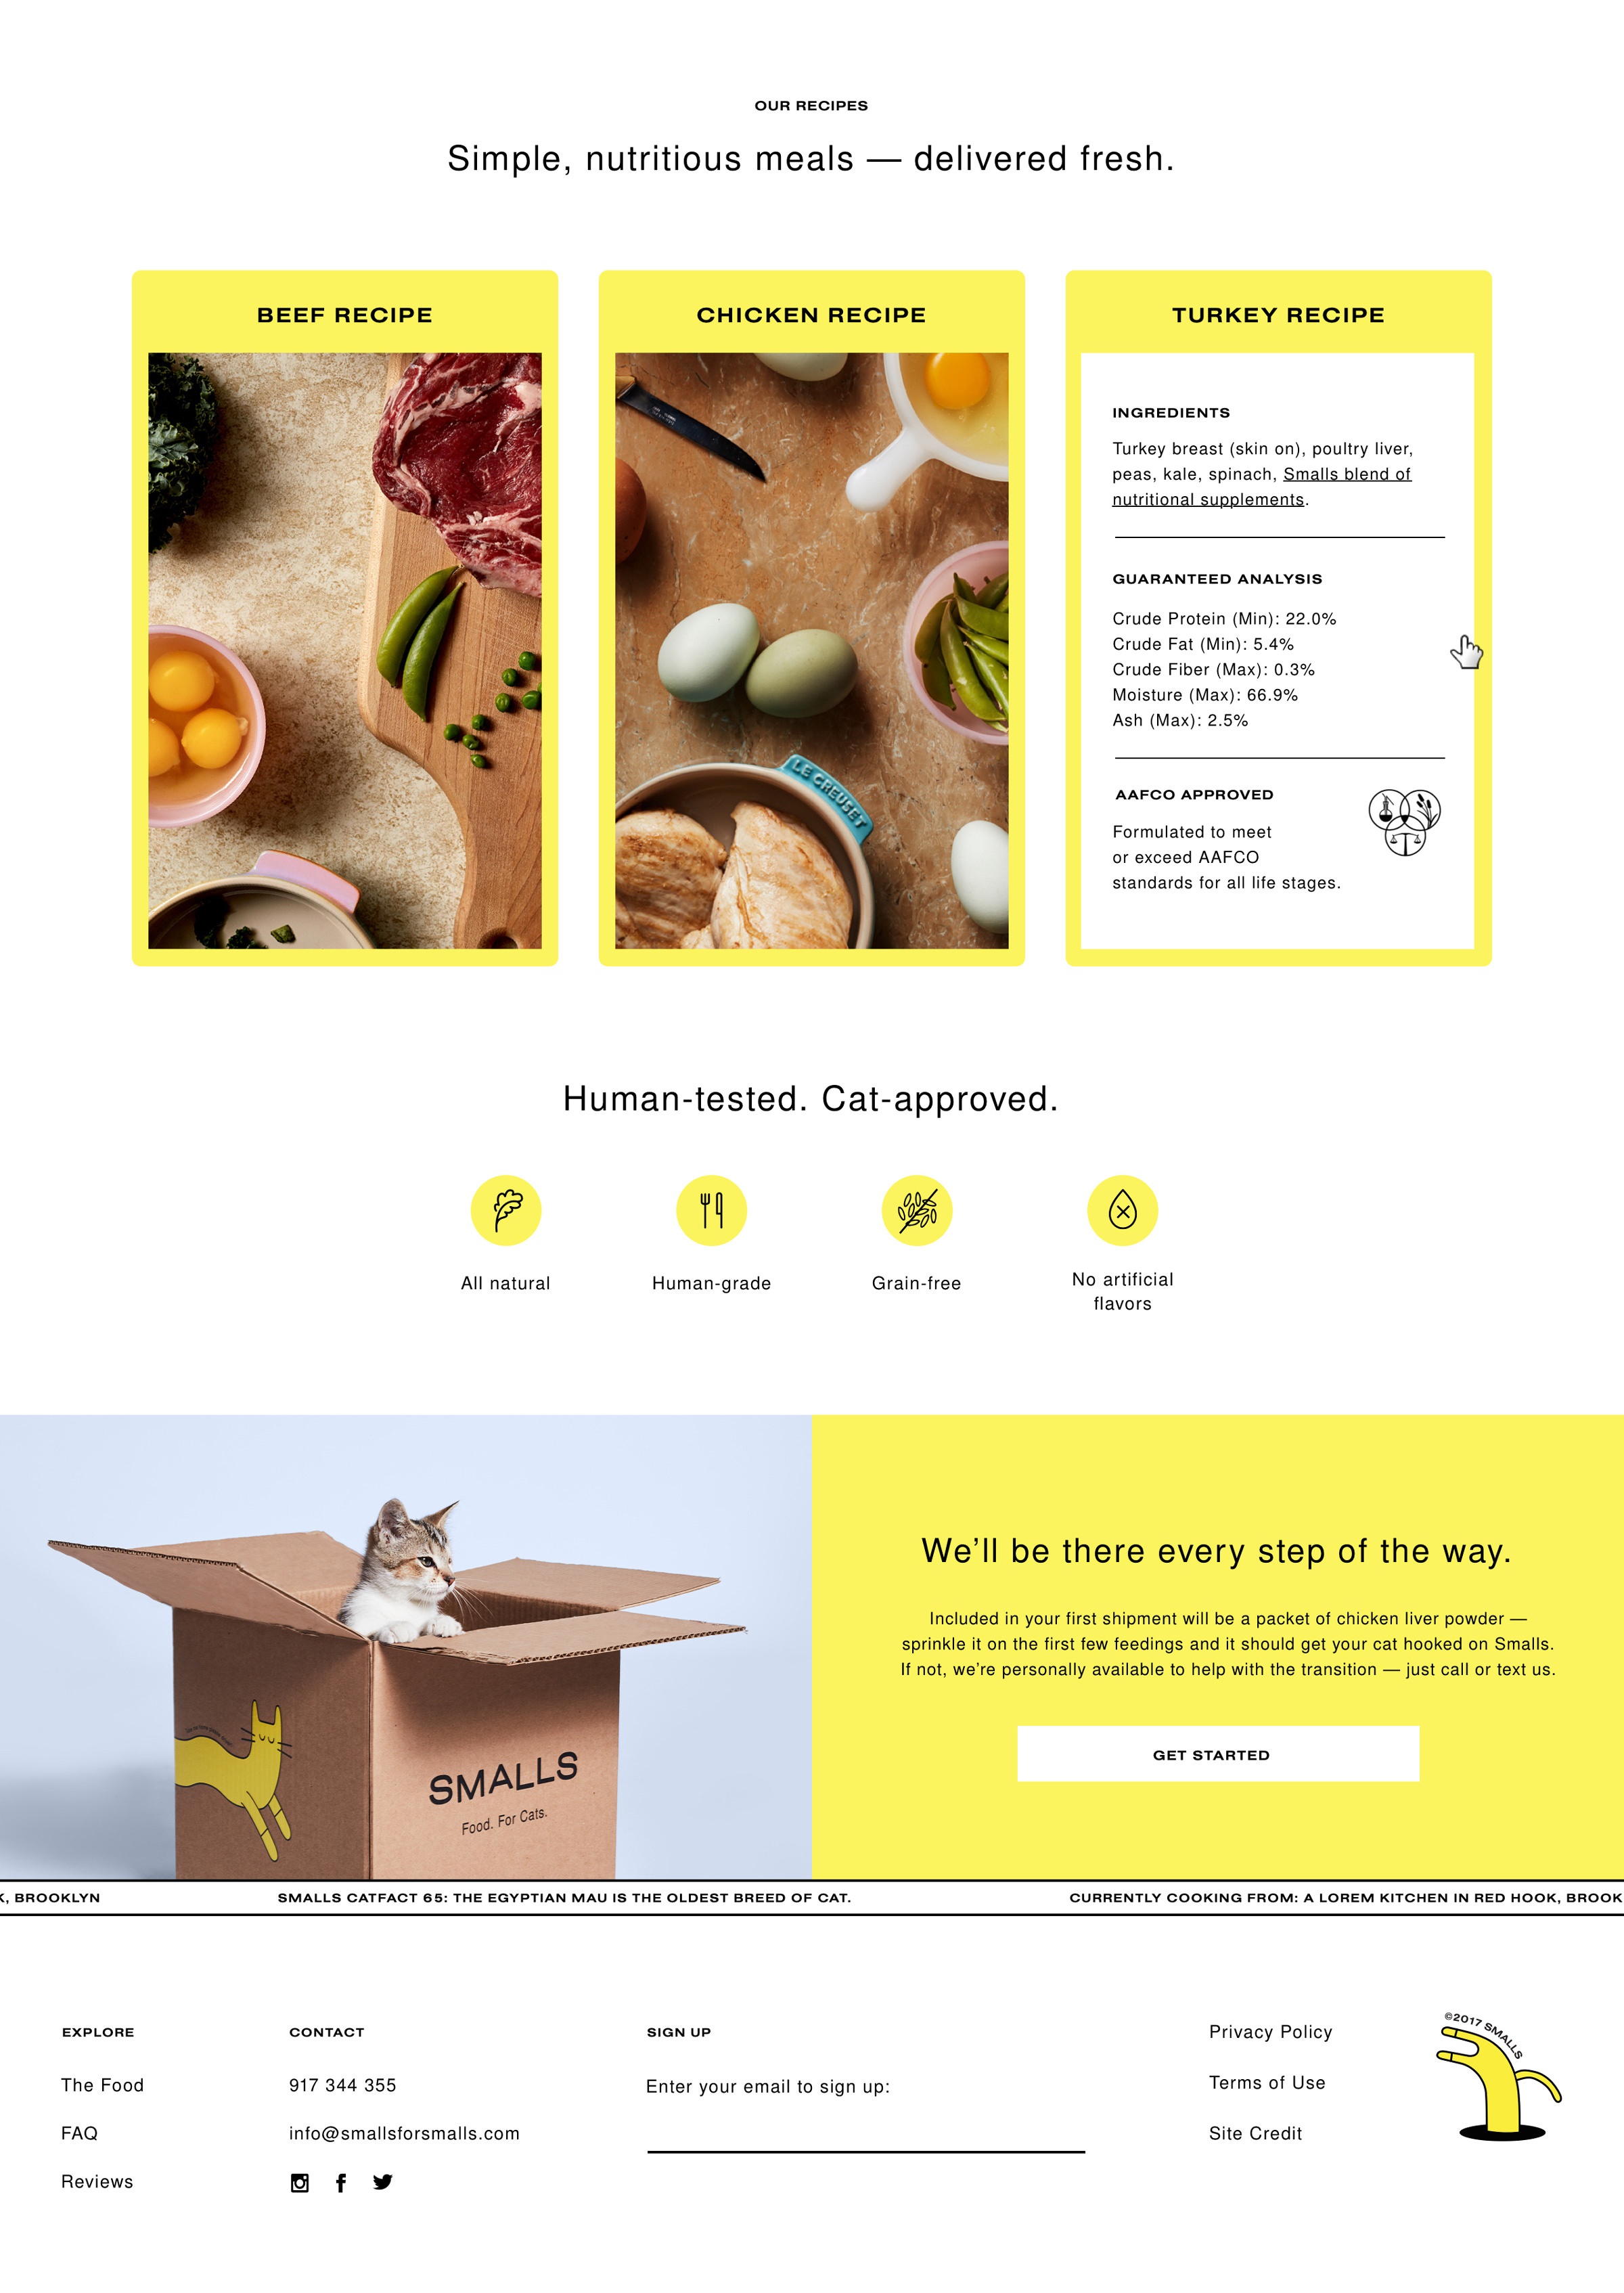 OUR RECIPES
Simple, nutritious meals — delivered fresh.
BEEF RECIPE
CHICKEN RECIPE
LE CREUSET
TURKEY RECIPE
INGREDIENTS
Turkey breast (skin on), poultry liver,
peas, kale, spinach, Smalls blend of
nutritional supplements.
GUARANTEED ANALYSIS
Crude Protein (Min): 22.0%
Crude Fat (Min): 5.4%
Crude Fiber (Max): 0.3%
Moisture (Max): 66.9%
Ash (Max): 2.5%
AAFCO APPROVED
Formulated to meet
or exceed AAFCO
standards for all life stages.
Human-tested. Cat-approved.
All natural
Human-grade
Grain-free
No artificial
flavors
SMALLS
Food. For Cats.
We’ll be there every step of the way.
Included in your first shipment will be a packet of chicken liver powder —
sprinkle it on the first few feedings and it should get your cat hooked on Smalls.
If not, we’re personally available to help with the transition — just call or text us.
GET STARTED
K, BROOKLYN
SMALLS CATFACT 65: THE EGYPTIAN MAU IS THE OLDEST BREED OF CAT.
CURRENTLY COOKING FROM: A LOREM KITCHEN IN RED HOOK, BROOK
EXPLORE
The Food
FAQ
Reviews
CONTACT
917 344 355
info@smallsforsmalls.com
SIGN UP
Enter your email to sign up:
Privacy Policy
Terms of Use
Site Credit
©2017 SMALLS